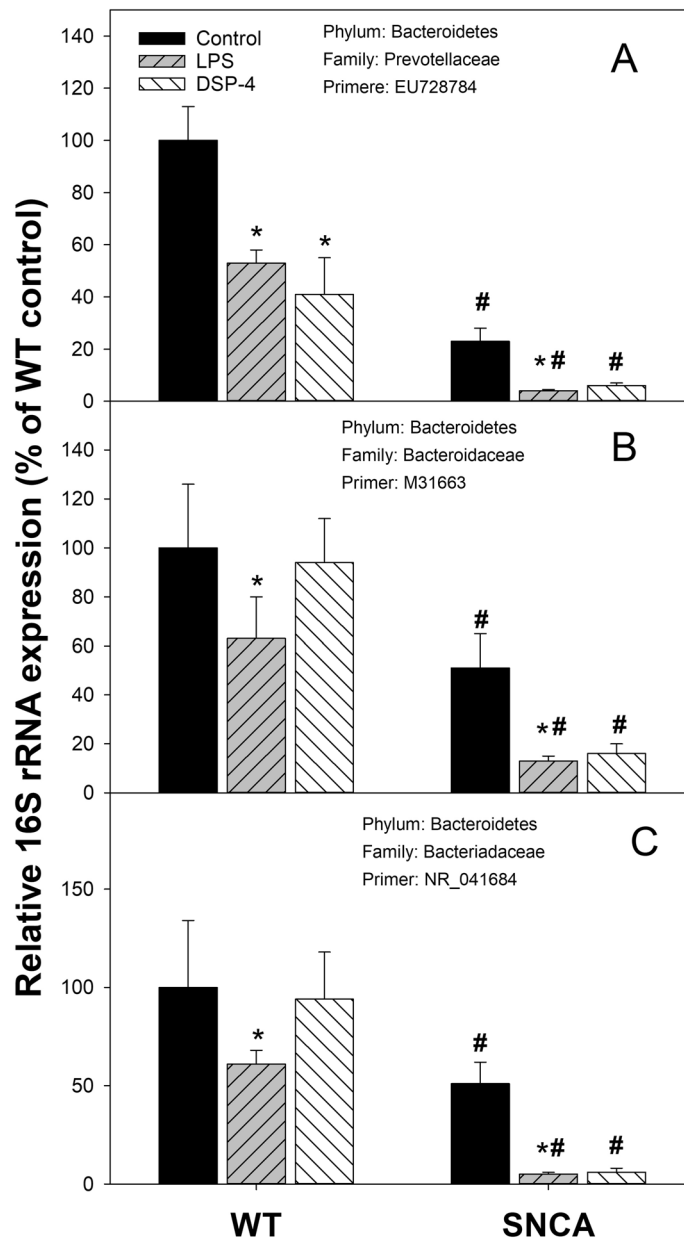 Relative 16S rRNA expression (% of WT control)
140
120
100
80
60
40
20
0
Control
LPS
DSP-4
Phylum: Bacteroidetes
Family: Prevotellaceae
Primere: EU728784
A
*
*
#
*#
#
140
120
100
80
60
40
20
0
Phylum: Bacteroidetes
Family: Bacteroidaceae
Primer: M31663
B
*
#
*#
#
150
100
50
0
Phylum: Bacteroidetes
Family: Bacteriadaceae
Primer: NR_041684
C
*
#
*#
#
WT
SNCA